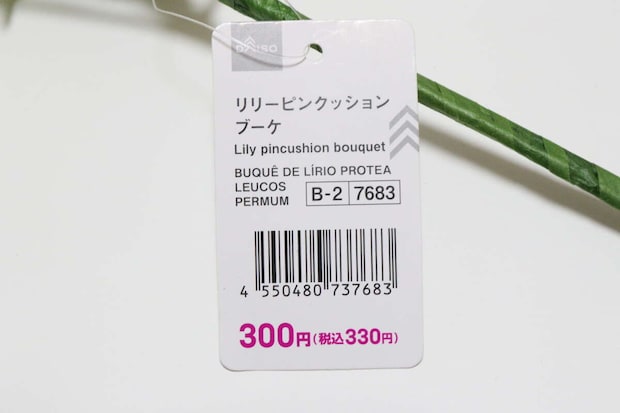 DAISO
リリーピンクッション
ブーケ
Lily pincushion bouquet
BUQUÊ DE LÍRIO PROTEA
LEUCOS
PERMUM B-2 7683
4 550480 737683
300円(税込330円)